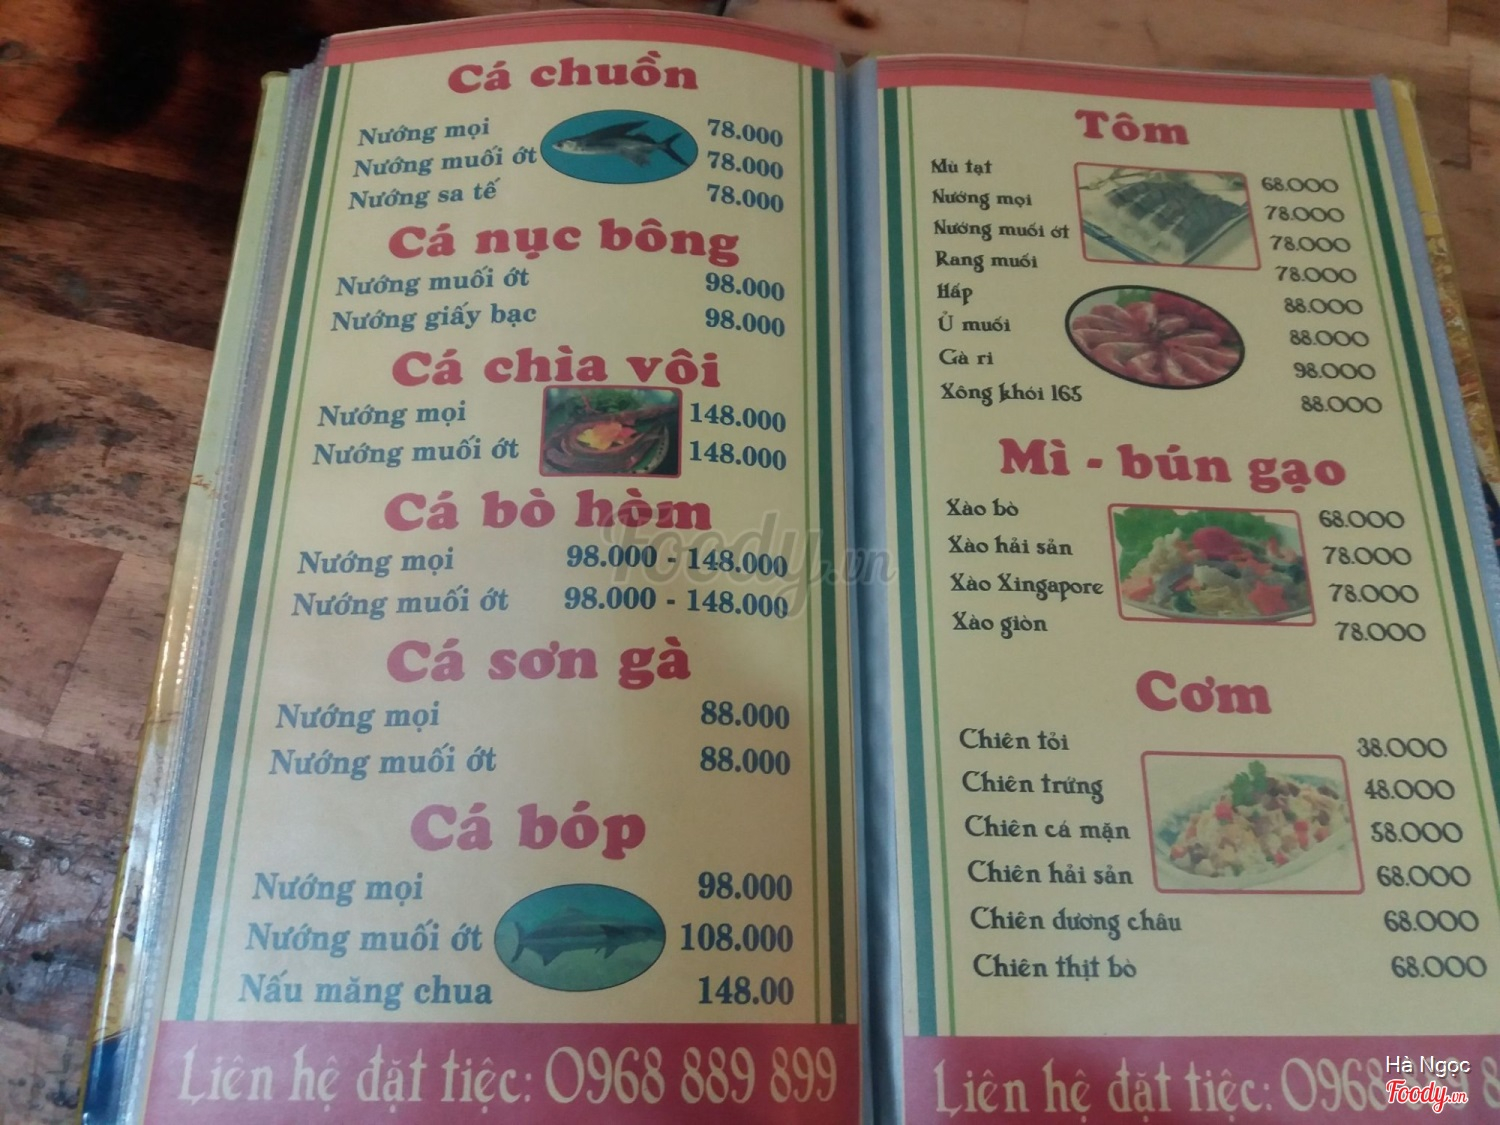 Cá chuồn
Nướng mọi 78.000
Nướng muối ớt 78.000
Nướng sa tế 78.000
Cá nục bông
Nướng muối ớt 98.000
Nướng giấy bạc 98.000
Cá chìa vôi
Nướng mọi 148.000
Nướng muối ớt 148.000
Cá bò hòm
Nướng mọi 98.000 - 148.000
Nướng muối ớt 98.000 - 148.000
Cá sơn gà
Nướng mọi 88.000
Nướng muối ớt 88.000
Cá bóp
Nướng mọi 98.000
Nướng muối ớt 108.000
Nấu măng chua 148.00
Liên hệ đặt tiệc: 0968 889 899
Tôm
Mù tạt 68.000
Nướng mọi 78.000
Nướng muối ớt 78.000
Rang muối 78.000
Hấp 88.000
Ủ muối 88.000
Cà ri 98.000
Xông khói 165 88.000
Mì - bún gạo
Xào bò 68.000
Xào hải sản 78.000
Xào Xingapore 78.000
Xào giòn 78.000
Cơm
Chiên tỏi 38.000
Chiên trứng 48.000
Chiên cá mặn 58.000
Chiên hải sản 68.000
Chiên dương châu 68.000
Chiên thịt bò 68.000
Liên hệ đặt tiệc: 0968 889 8
Foody.vn
Hà Ngọc
Foody.vn